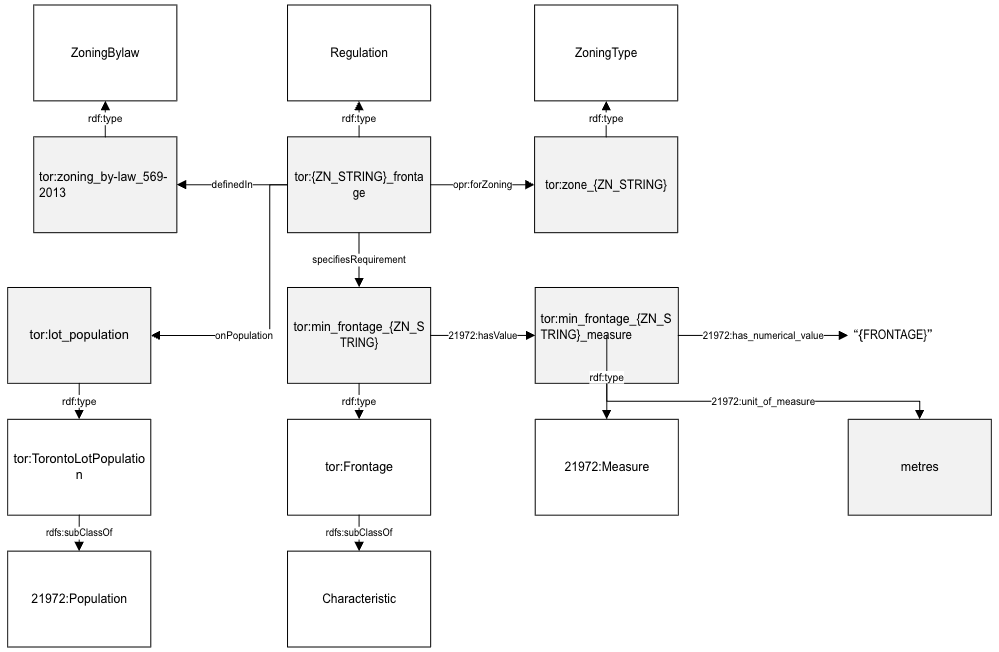 ZoningBylaw
Regulation
ZoningType
rdf:type
rdf:type
rdf:type
tor:zoning_by-law_569-
2013
definedIn
tor:{ZN_STRING}_fronta
ge
opr:forZoning
tor:zone_{ZN_STRING}
specifiesRequirement
tor:lot_population
onPopulation
tor:min_frontage_{ZN_S
TRING}
21972:hasValue
tor:min_frontage_{ZN_S
TRING}_measure
21972:has_numerical_value
“{FRONTAGE}”
rdf:type
rdf:type
rdf:type
21972:unit_of_measure
tor:TorontoLotPopulatio
n
tor:Frontage
21972:Measure
metres
rdfs:subClassOf
rdfs:subClassOf
21972:Population
Characteristic